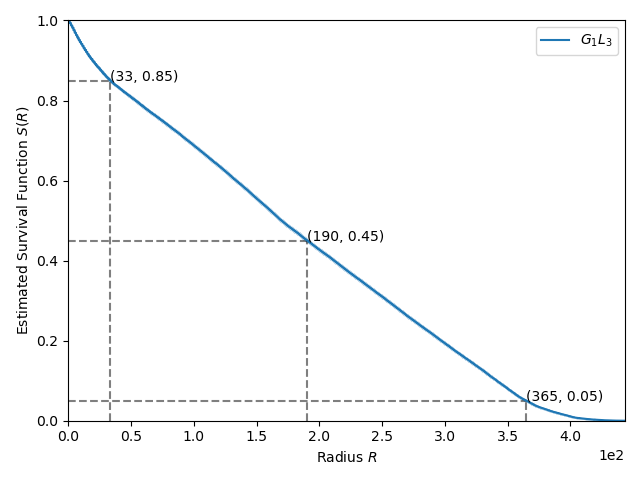 1.0
G₁L₃
(33, 0.85)
0.8
0.6
(190, 0.45)
0.4
0.2
(365, 0.05)
0.0
0.0 0.5 1.0 1.5 2.0 2.5 3.0 3.5 4.0
1e2
Radius R
Estimated Survival Function S(R)